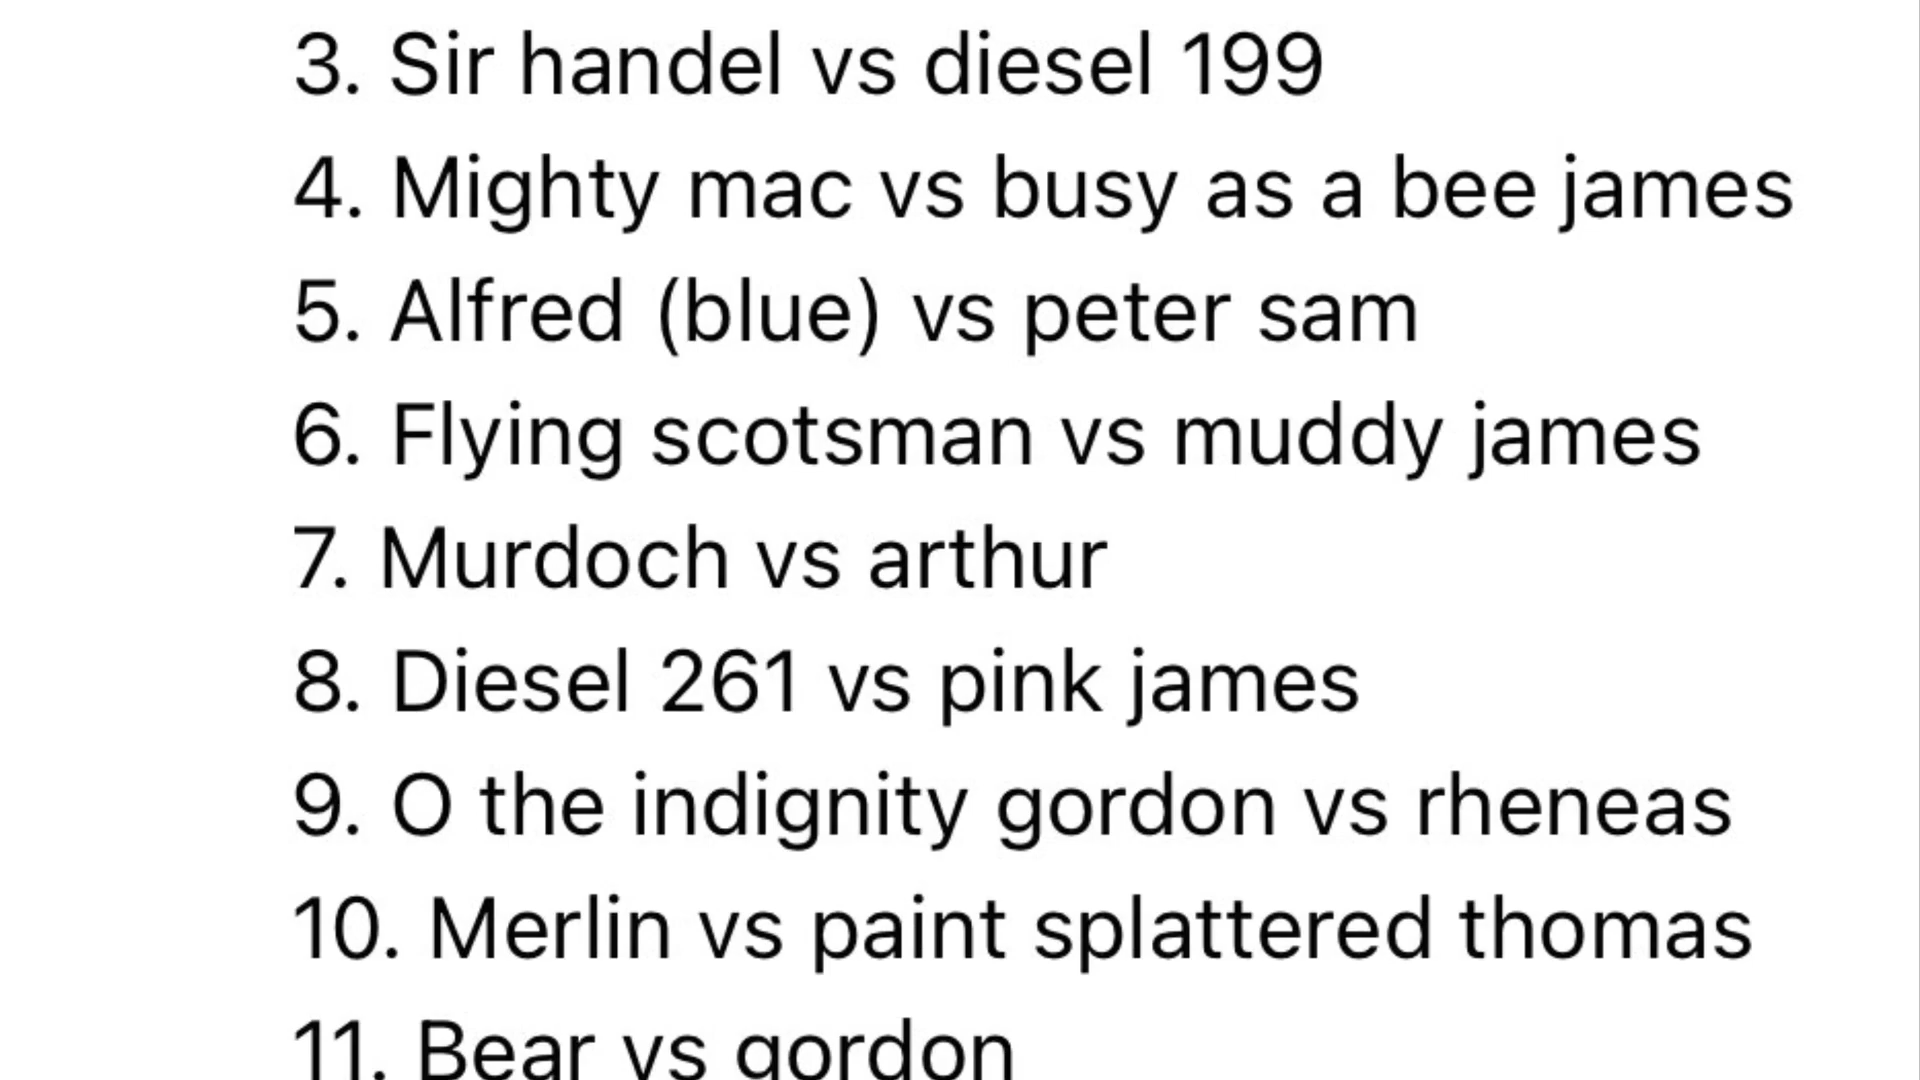 3. Sir handel vs diesel 199
4. Mighty mac vs busy as a bee james
5. Alfred (blue) vs peter sam
6. Flying scotsman vs muddy james
7. Murdoch vs arthur
8. Diesel 261 vs pink james
9. O the indignity gordon vs rheneas
10. Merlin vs paint splattered thomas
11. Bear vs gordon